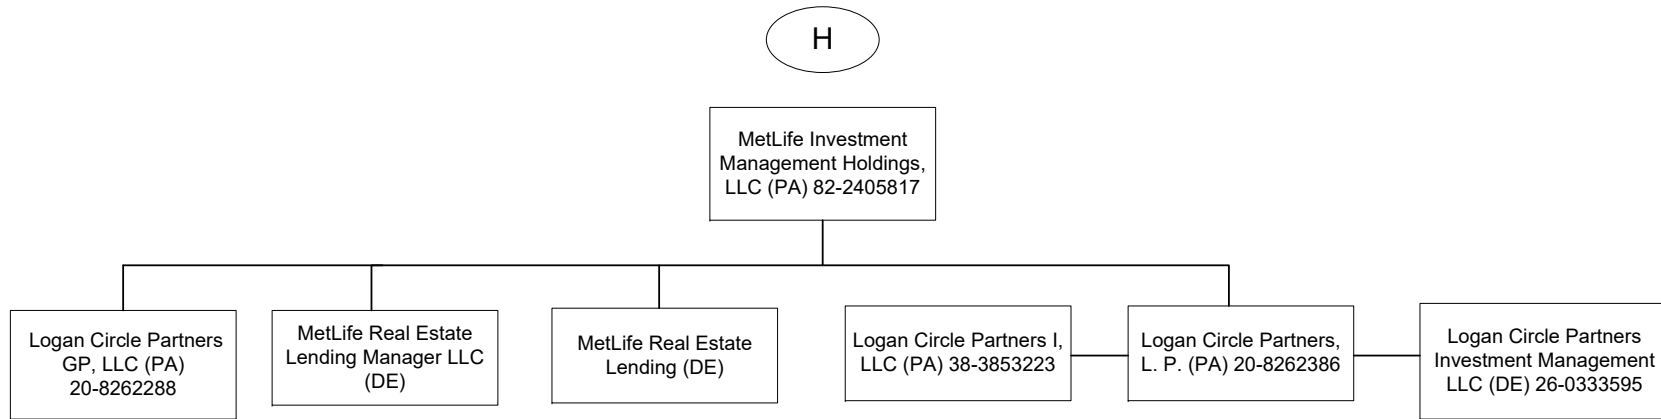 H
MetLife Investment
Management Holdings,
LLC (PA) 82-2405817
Logan Circle Partners
GP, LLC (PA)
20-8262288
MetLife Real Estate
Lending Manager LLC
(DE)
MetLife Real Estate
Lending (DE)
Logan Circle Partners I,
LLC (PA) 38-3853223
Logan Circle Partners,
L. P. (PA) 20-8262386
Logan Circle Partners
Investment Management
LLC (DE) 26-0333595